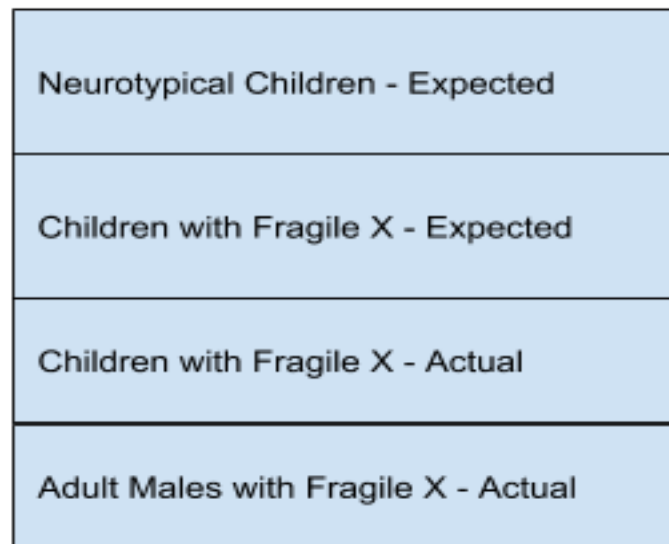 Neurotypical Children - Expected
Children with Fragile X - Expected
Children with Fragile X - Actual
Adult Males with Fragile X - Actual